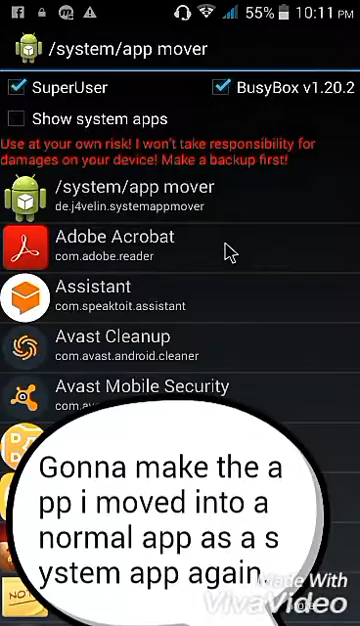 55% 10:11 PM
/system/app mover
SuperUser BusyBox v1.20.2
Show system apps
Use at your own risk! I won't take responsibility for
damages on your device! Make a backup first!
/system/app mover
de.j4velin.systemappmover
Adobe Acrobat
com.adobe.reader
Assistant
com.speaktoit.assistant
Avast Cleanup
com.avast.android.cleaner
Avast Mobile Security
Gonna make the a
pp i moved into a
normal app as a s
ystem app again.
Made With
VivaVideo